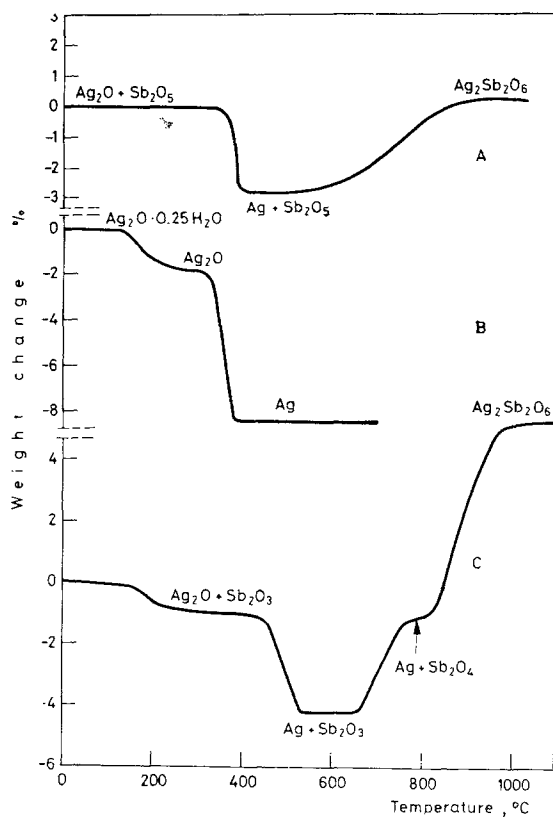 3
2
1
0
-1
-2
-3
Ag₂O + Sb₂O₅
Ag₂Sb₂O₆
A
Ag + Sb₂O₅
Ag₂O·0.25H₂O
0
-2
-4
-6
-8
Ag₂O
B
Ag
Ag₂Sb₂O₆
4
2
0
-2
-4
-6
C
Ag₂O + Sb₂O₃
Ag + Sb₂O₄
Ag + Sb₂O₃
Weight change %
0
200
400
600
800
1000
Temperature, °C